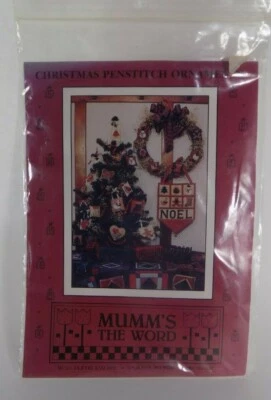 CHRISTMAS PENSTITCH
NOEL
MUMM'S
THE WORD